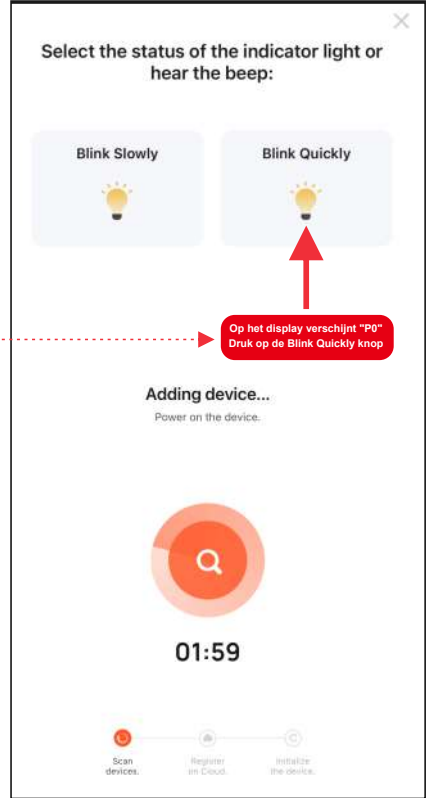 Select the status of the indicator light or
hear the beep:
Blink Slowly
Blink Quickly
Op het display verschijnt "P0"
Druk op de Blink Quickly knop
Adding device...
Power on the device.
01:59
Scan
devices.
Register
on Cloud.
Initialize
the device.